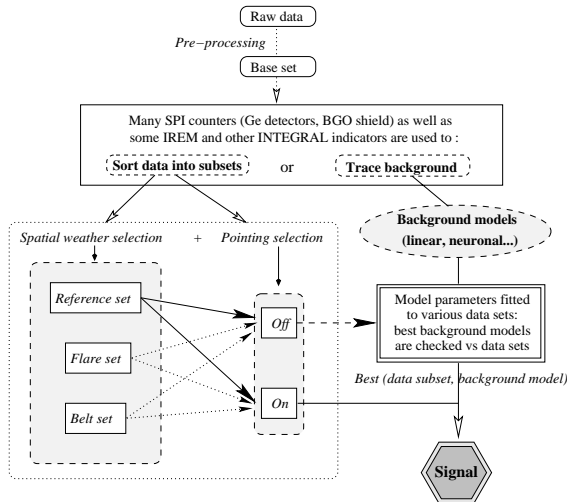 Raw data
Pre−processing
Base set
Many SPI counters (Ge detectors, BGO shield) as well as
some IREM and other INTEGRAL indicators are used to :
Sort data into subsets or Trace background
Spatial weather selection + Pointing selection
Background models
(linear, neuronal...)
Reference set
Flare set
Belt set
Off
On
Model parameters fitted
to various data sets:
best background models
are checked vs data sets
Best (data subset, background model)
Signal